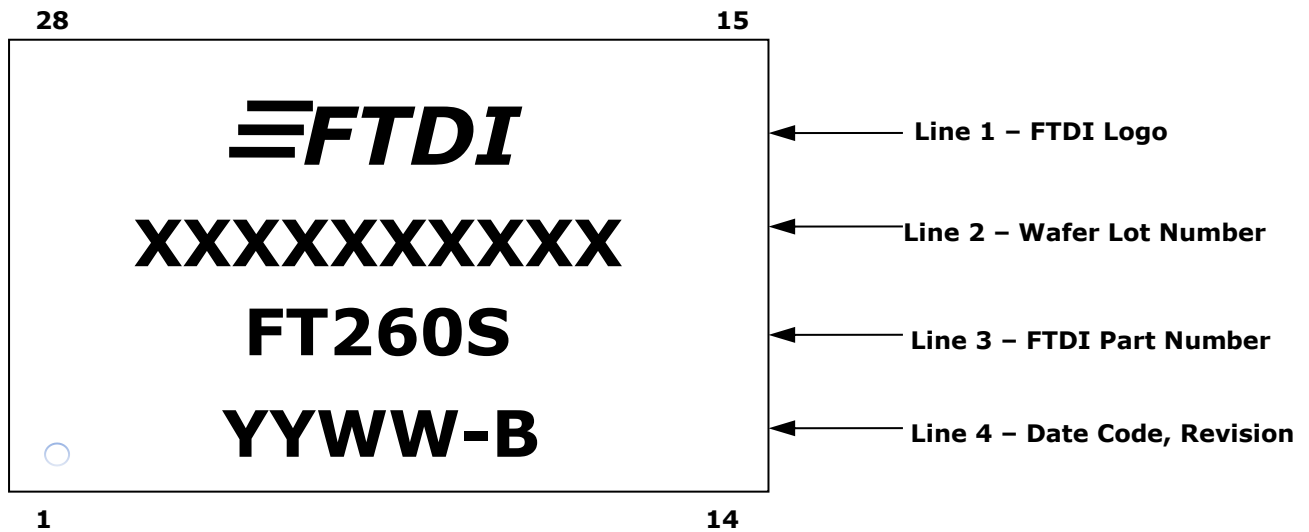 28 15
FTDI
Line 1 – FTDI Logo
XXXXXXXXXX
Line 2 – Wafer Lot Number
FT260S
Line 3 – FTDI Part Number
YYWW-B
Line 4 – Date Code, Revision
1 14